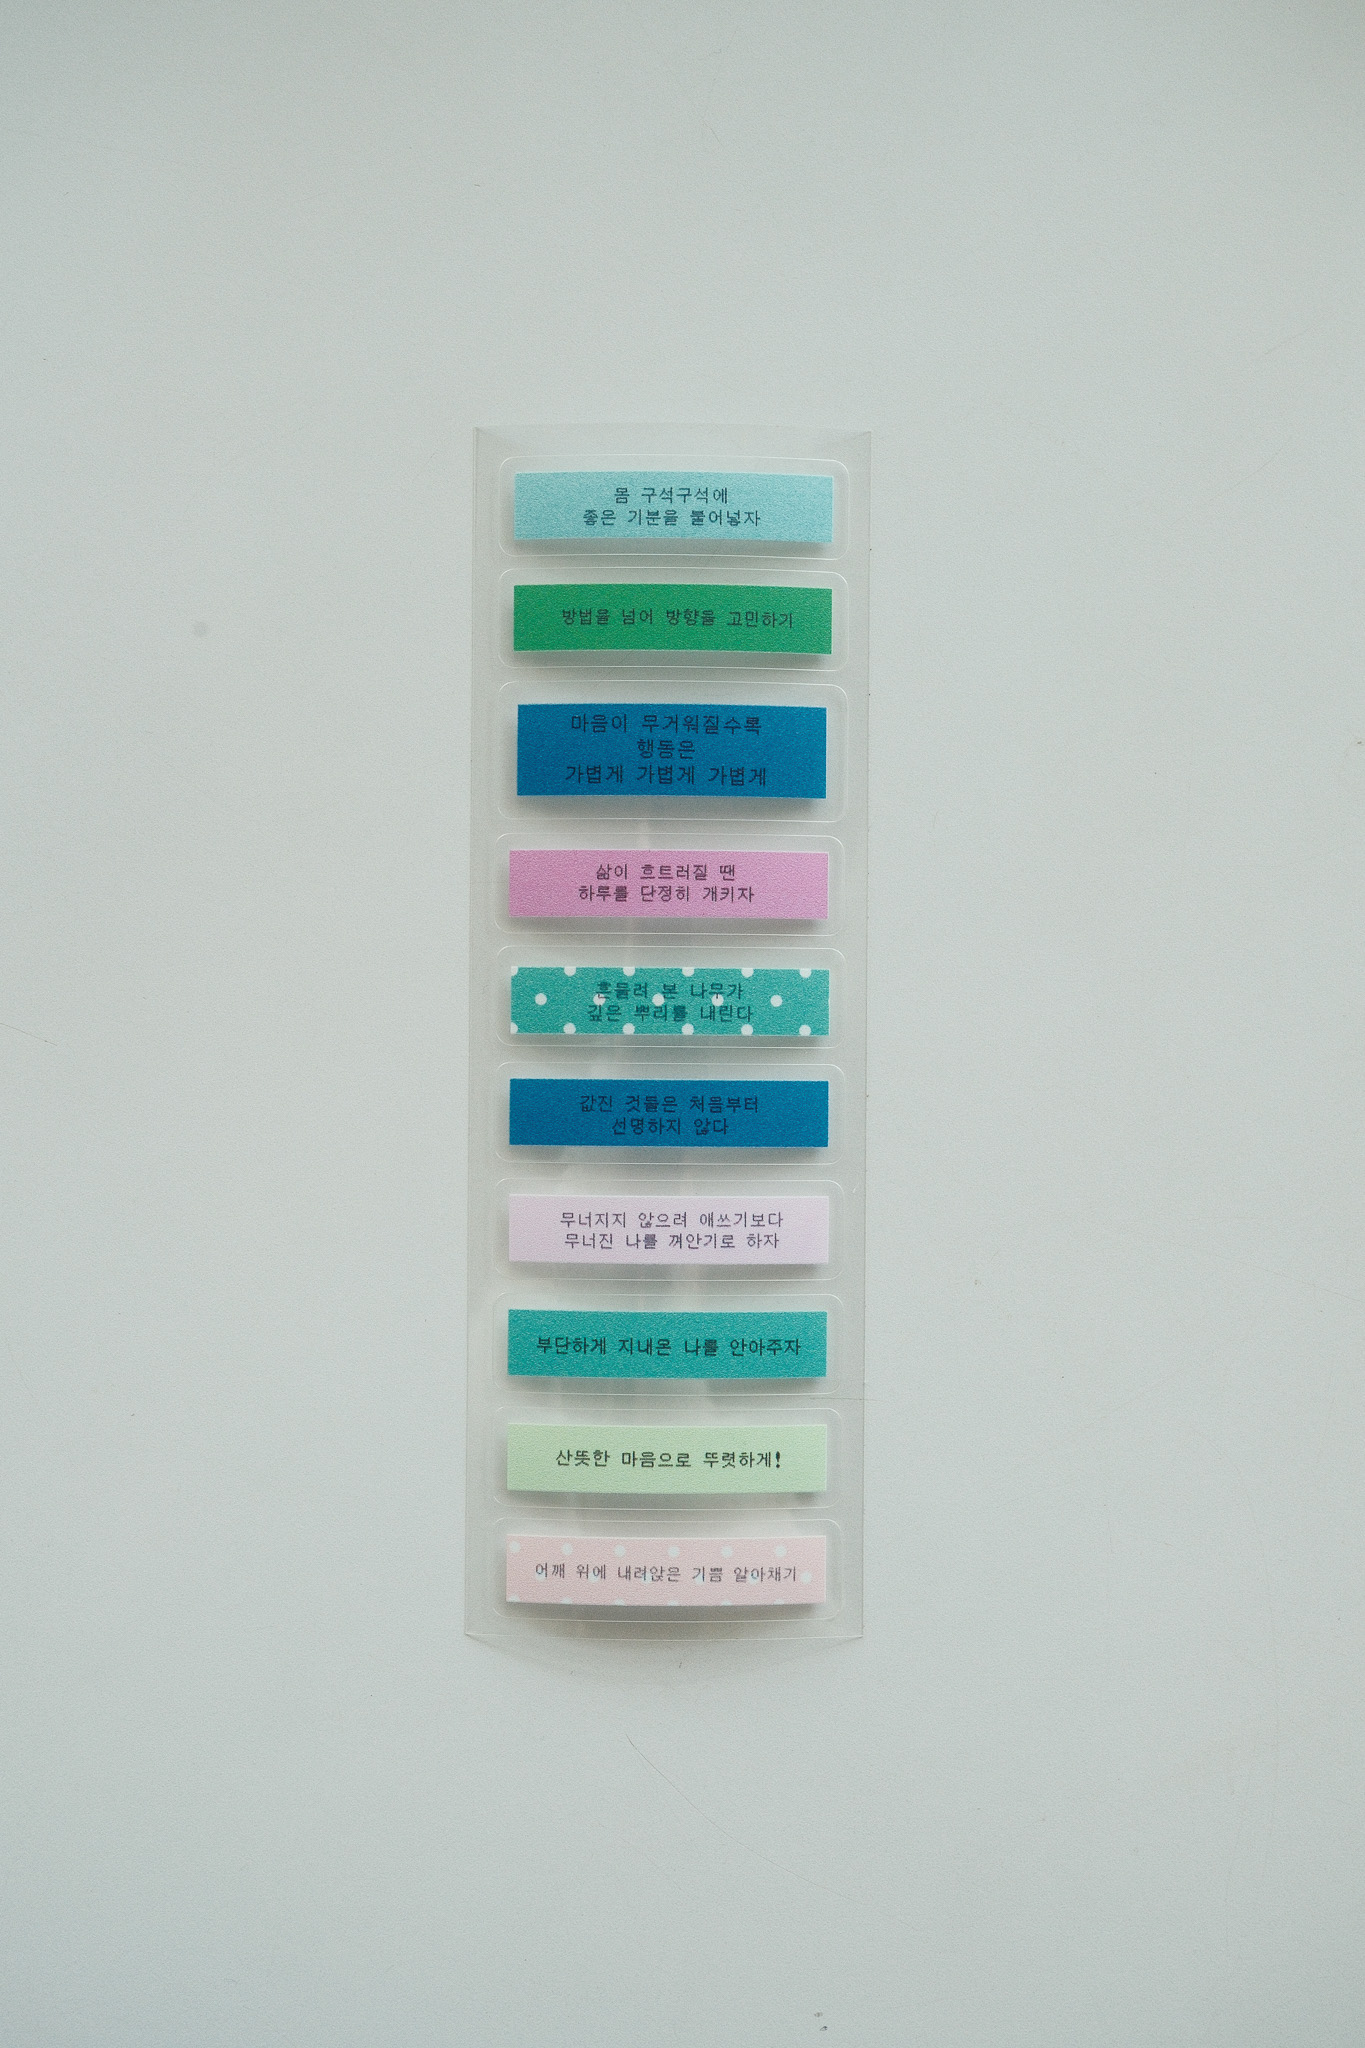 몸 구석구석에
좋은 기분을 불어넣자
방법을 넘어 방향을 고민하기
마음이 무거워질수록
행동은
가볍게 가볍게 가볍게
삶이 흐트러질 땐
하루를 단정히 개키자
흔들려 본 나무가
깊은 뿌리를 내린다
값진 것들은 처음부터
선명하지 않다
무너지지 않으려 애쓰기보다
무너진 나를 껴안기로 하자
부단하게 지내온 나를 안아주자
산뜻한 마음으로 뚜렷하게!
어깨 위에 내려앉은 기쁨 알아채기